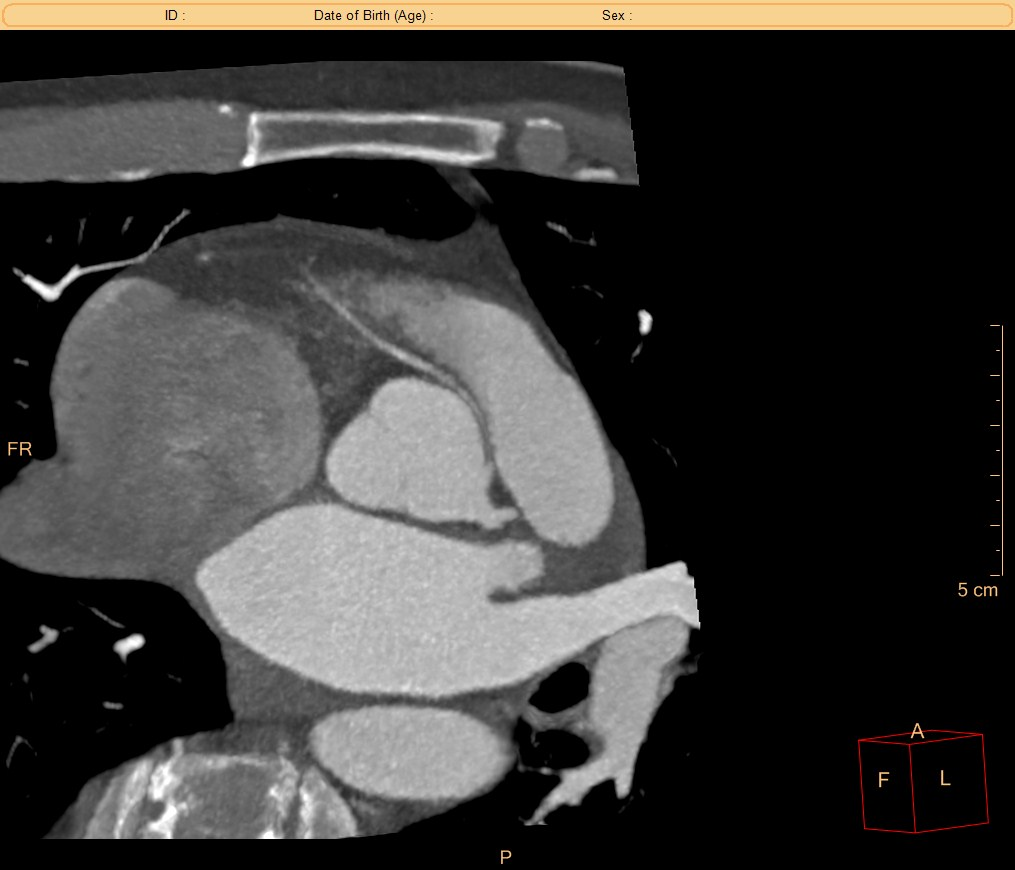 ID : Date of Birth (Age) : Sex :
FR
5 cm
A
F L
P